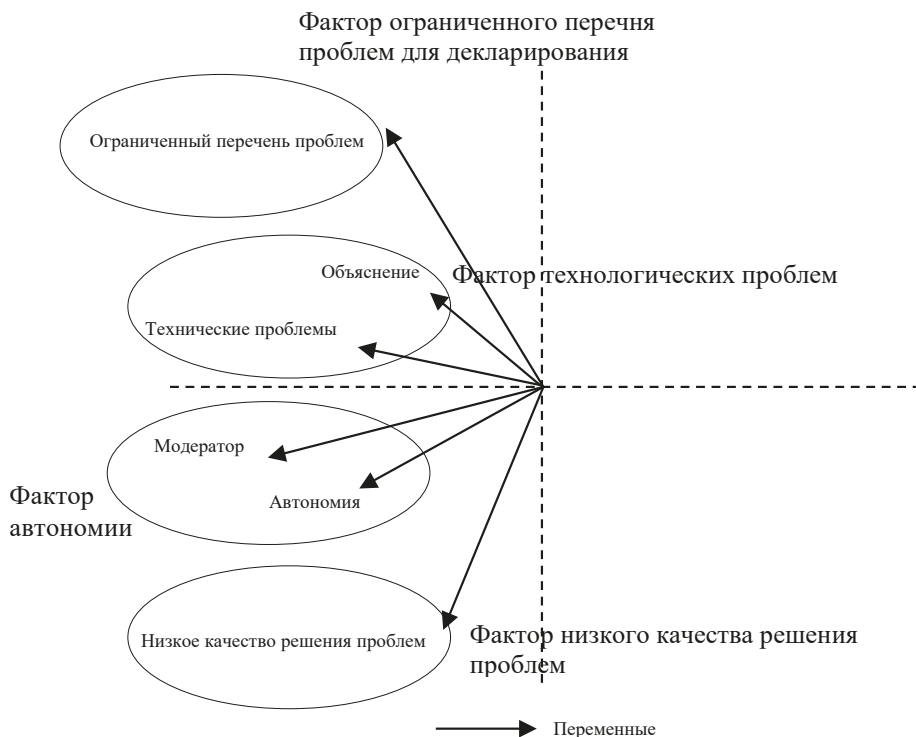 Фактор ограниченного перечня
проблем для декларирования
Ограниченный перечень проблем
Объяснение
Фактор технологических проблем
Технические проблемы
Модератор
Автономия
Фактор
автономии
Низкое качество решения проблем
Фактор низкого качества решения
проблем
Переменные